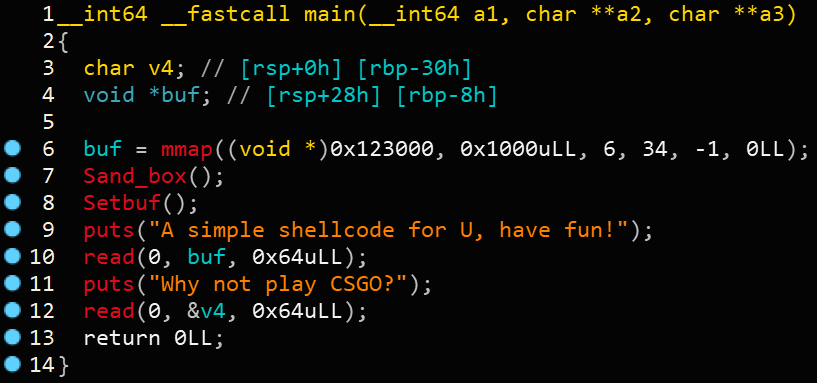 1 __int64 __fastcall main(__int64 a1, char **a2, char **a3)
2 {
3   char v4; // [rsp+0h] [rbp-30h]
4   void *buf; // [rsp+28h] [rbp-8h]
5
6   buf = mmap((void *)0x123000, 0x1000uLL, 6, 34, -1, 0LL);
7   Sand_box();
8   Setbuf();
9   puts("A simple shellcode for U, have fun!");
10   read(0, buf, 0x64uLL);
11   puts("Why not play CSGO?");
12   read(0, &v4, 0x64uLL);
13   return 0LL;
14 }